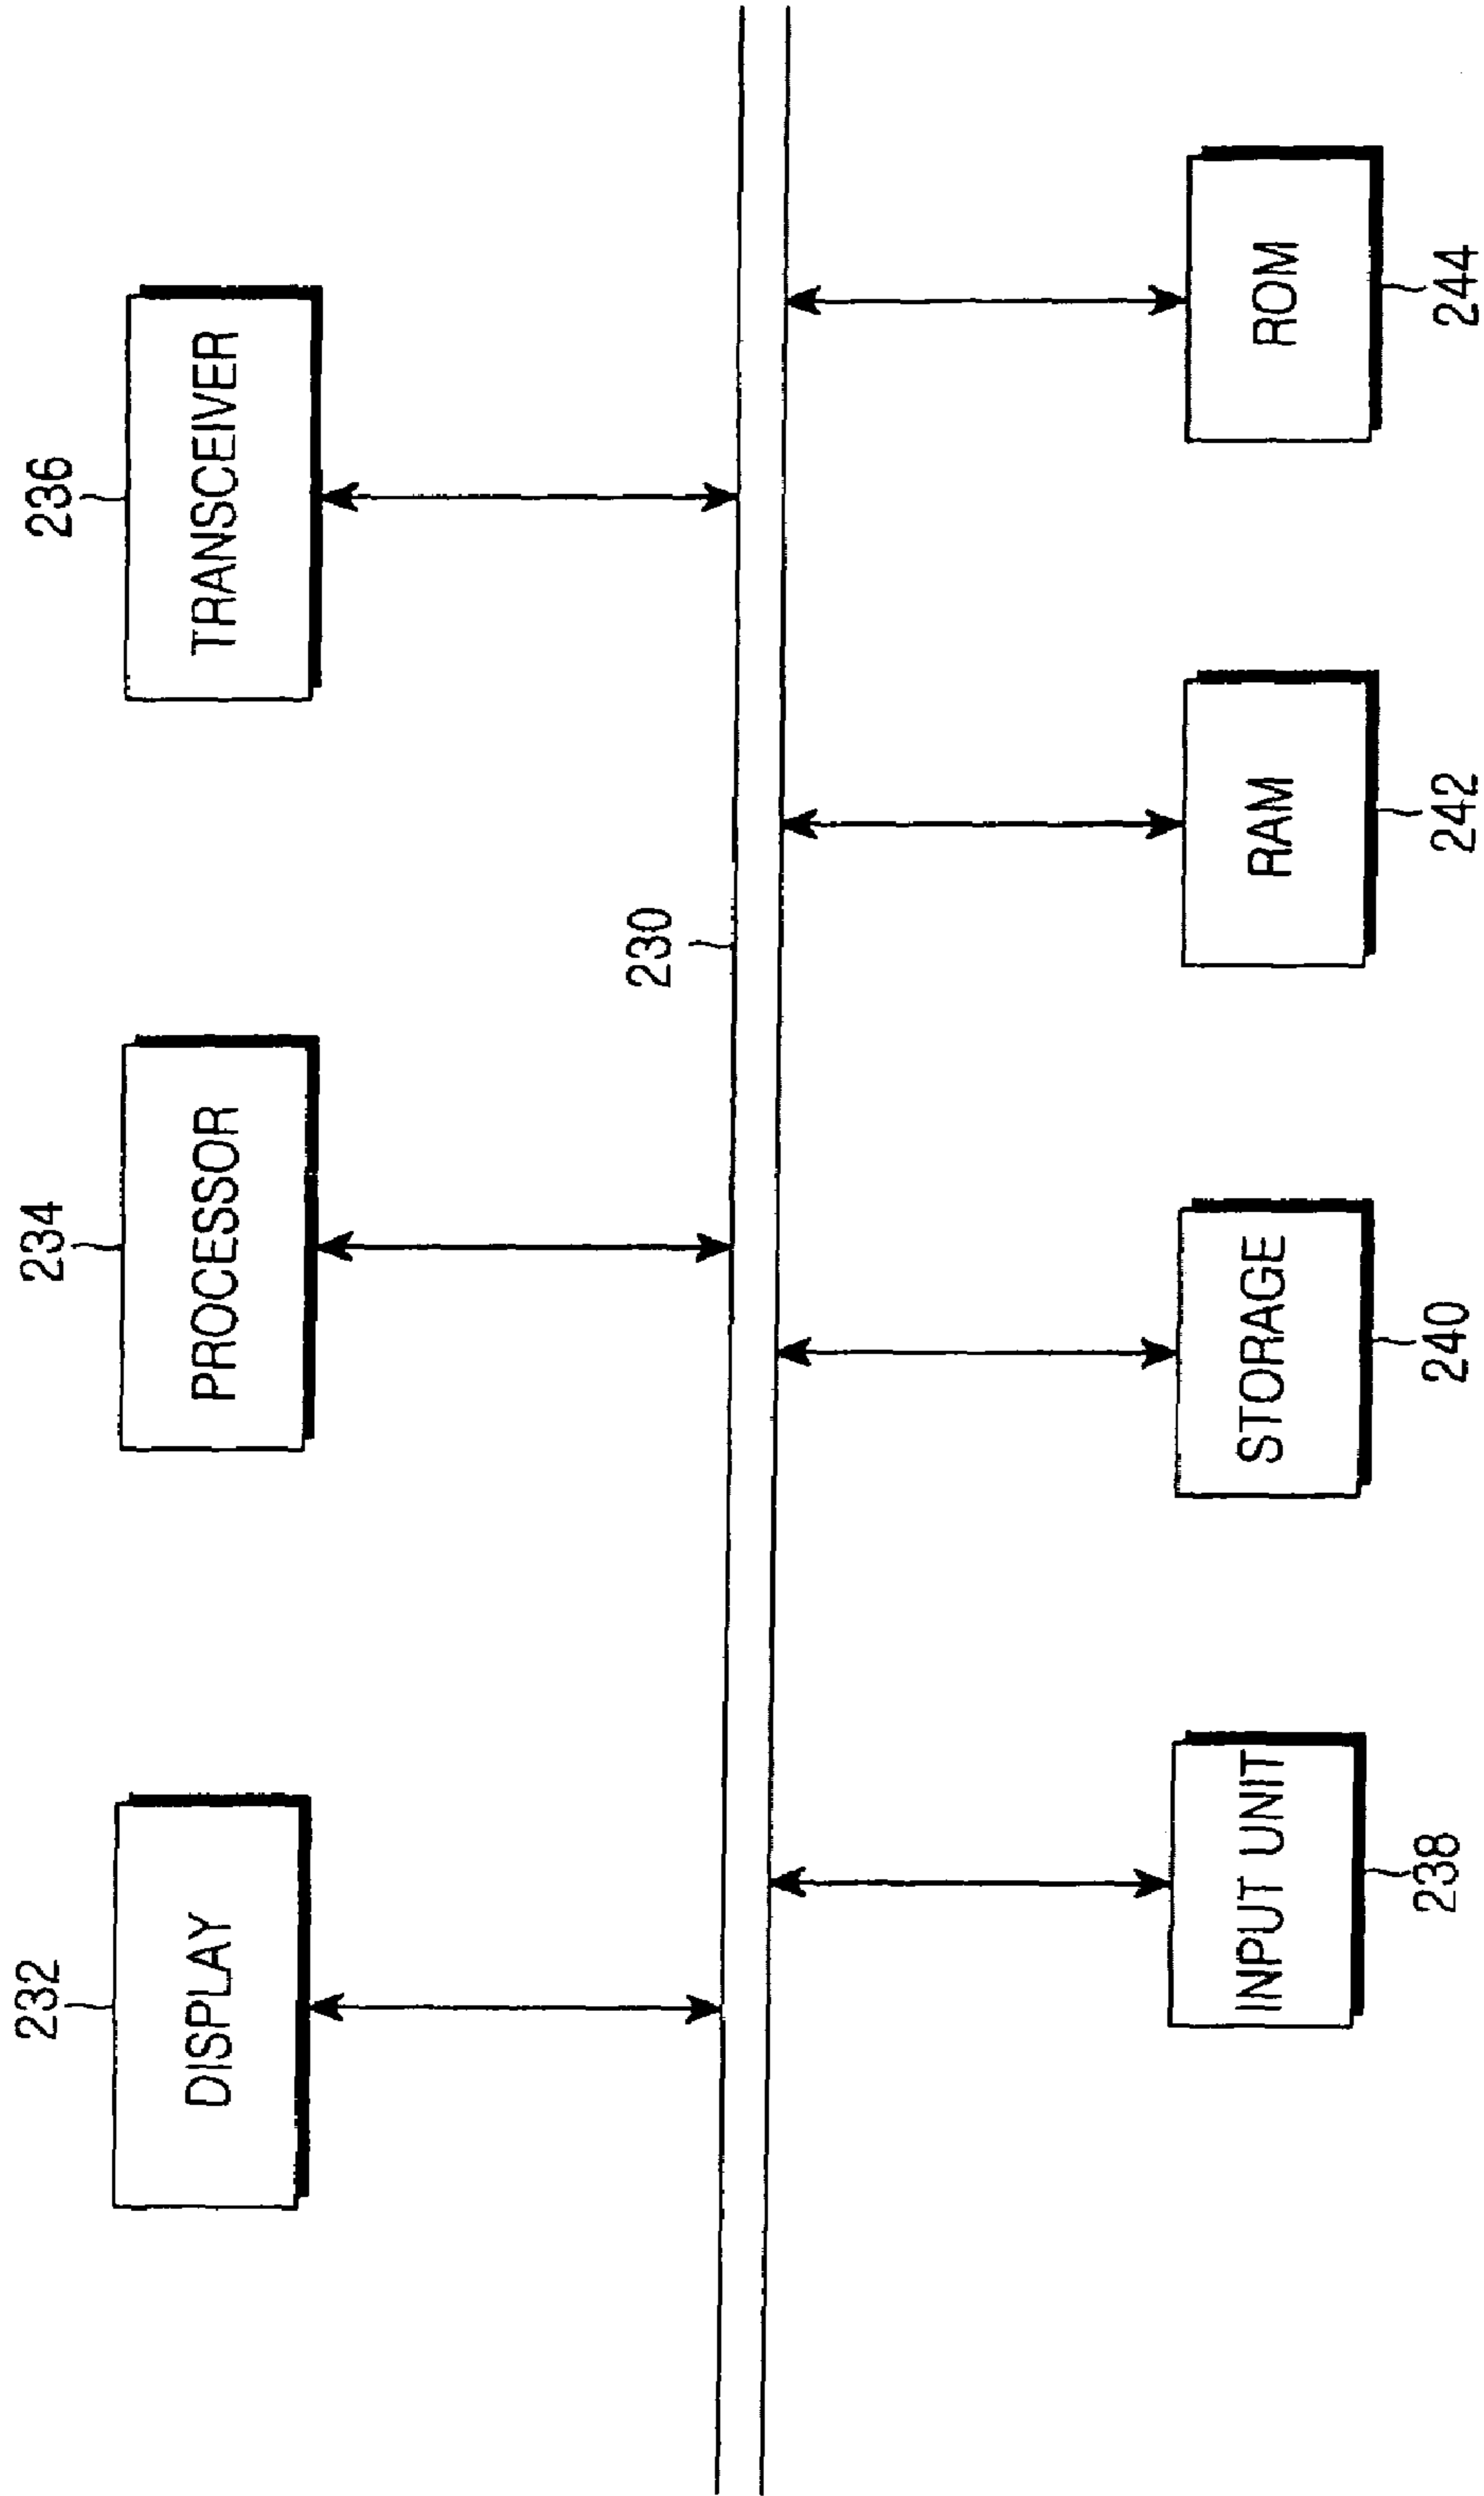 232
234
236
DISPLAY
PROCESSOR
TRANSCEIVER
230
INPUT UNIT
STORAGE
RAM
ROM
238
240
242
244